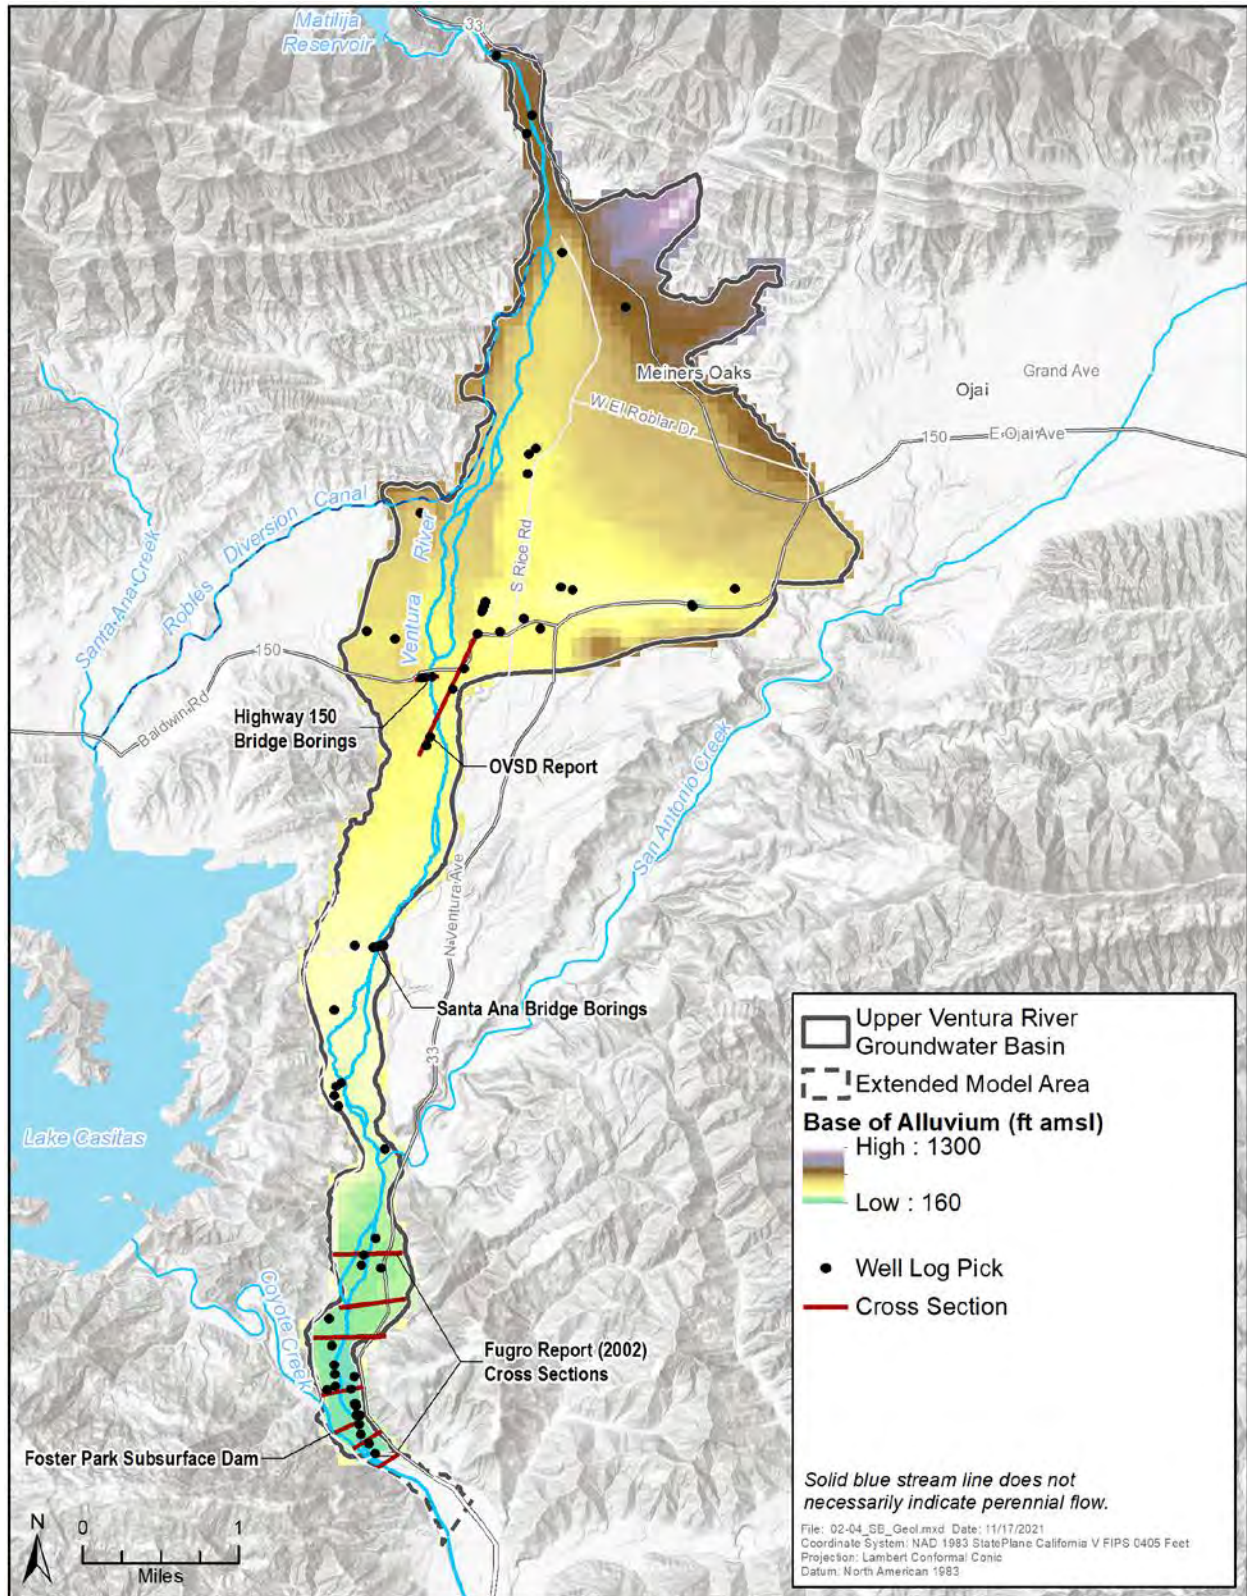 Matilija
Reservoir
33
Meiners Oaks
Ojai
Grand Ave
W El Roblar Dr
150
E Ojai Ave
Santa Ana Creek
Robles Diversion Canal
Ventura River
S Rice Rd
150
Baldwin Rd
Highway 150
Bridge Borings
OVSD Report
San Antonio Creek
N Ventura Ave
Santa Ana Bridge Borings
33
Lake Casitas
Coyote Creek
Fugro Report (2002)
Cross Sections
Foster Park Subsurface Dam
N
0 1
Miles
Upper Ventura River
Groundwater Basin
Extended Model Area
Base of Alluvium (ft amsl)
High : 1300
Low : 160
Well Log Pick
Cross Section
Solid blue stream line does not
necessarily indicate perennial flow.
File: 02-04_SB_Geol.mxd Date: 11/17/2021
Coordinate System: NAD 1983 StatePlane California V FIPS 0405 Feet
Projection: Lambert Conformal Conic
Datum: North American 1983